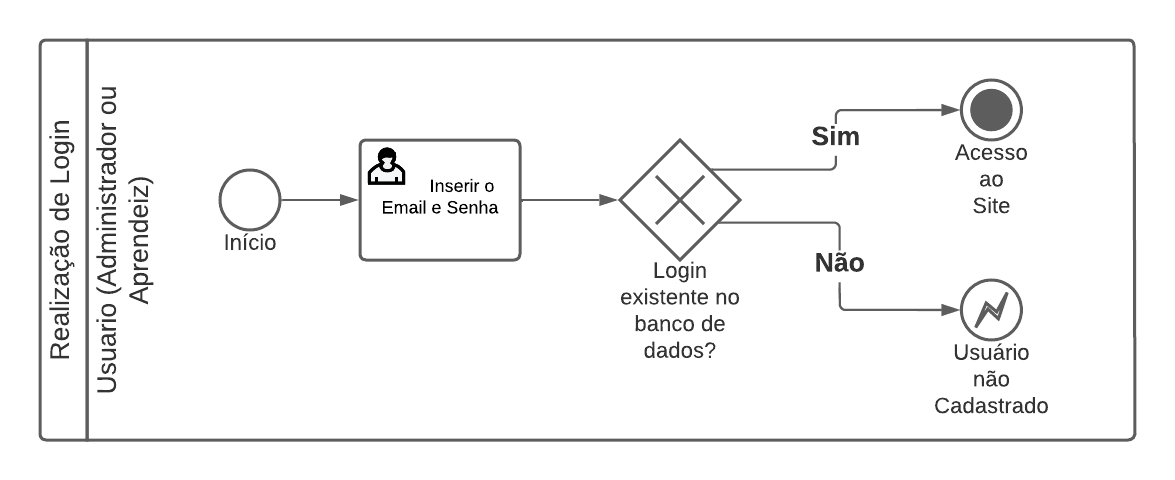 Realização de Login
Usuario (Administrador ou
Aprendeiz)
Início
Inserir o
Email e Senha
Login
existente no
banco de
dados?
Sim
Acesso
ao
Site
Não
Usuário
não
Cadastrado